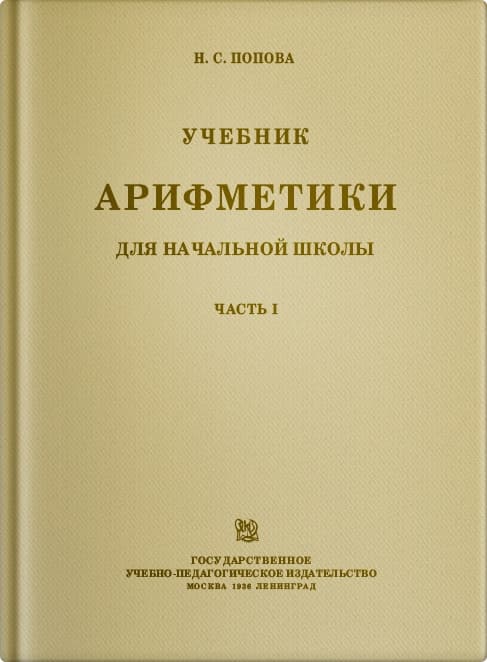 Н. С. ПОПОВА
УЧЕБНИК
АРИФМЕТИКИ
ДЛЯ НАЧАЛЬНОЙ ШКОЛЫ
ЧАСТЬ I
ГОСУДАРСТВЕННОЕ
УЧЕБНО-ПЕДАГОГИЧЕСКОЕ ИЗДАТЕЛЬСТВО
МОСКВА 1936 ЛЕНИНГРАД